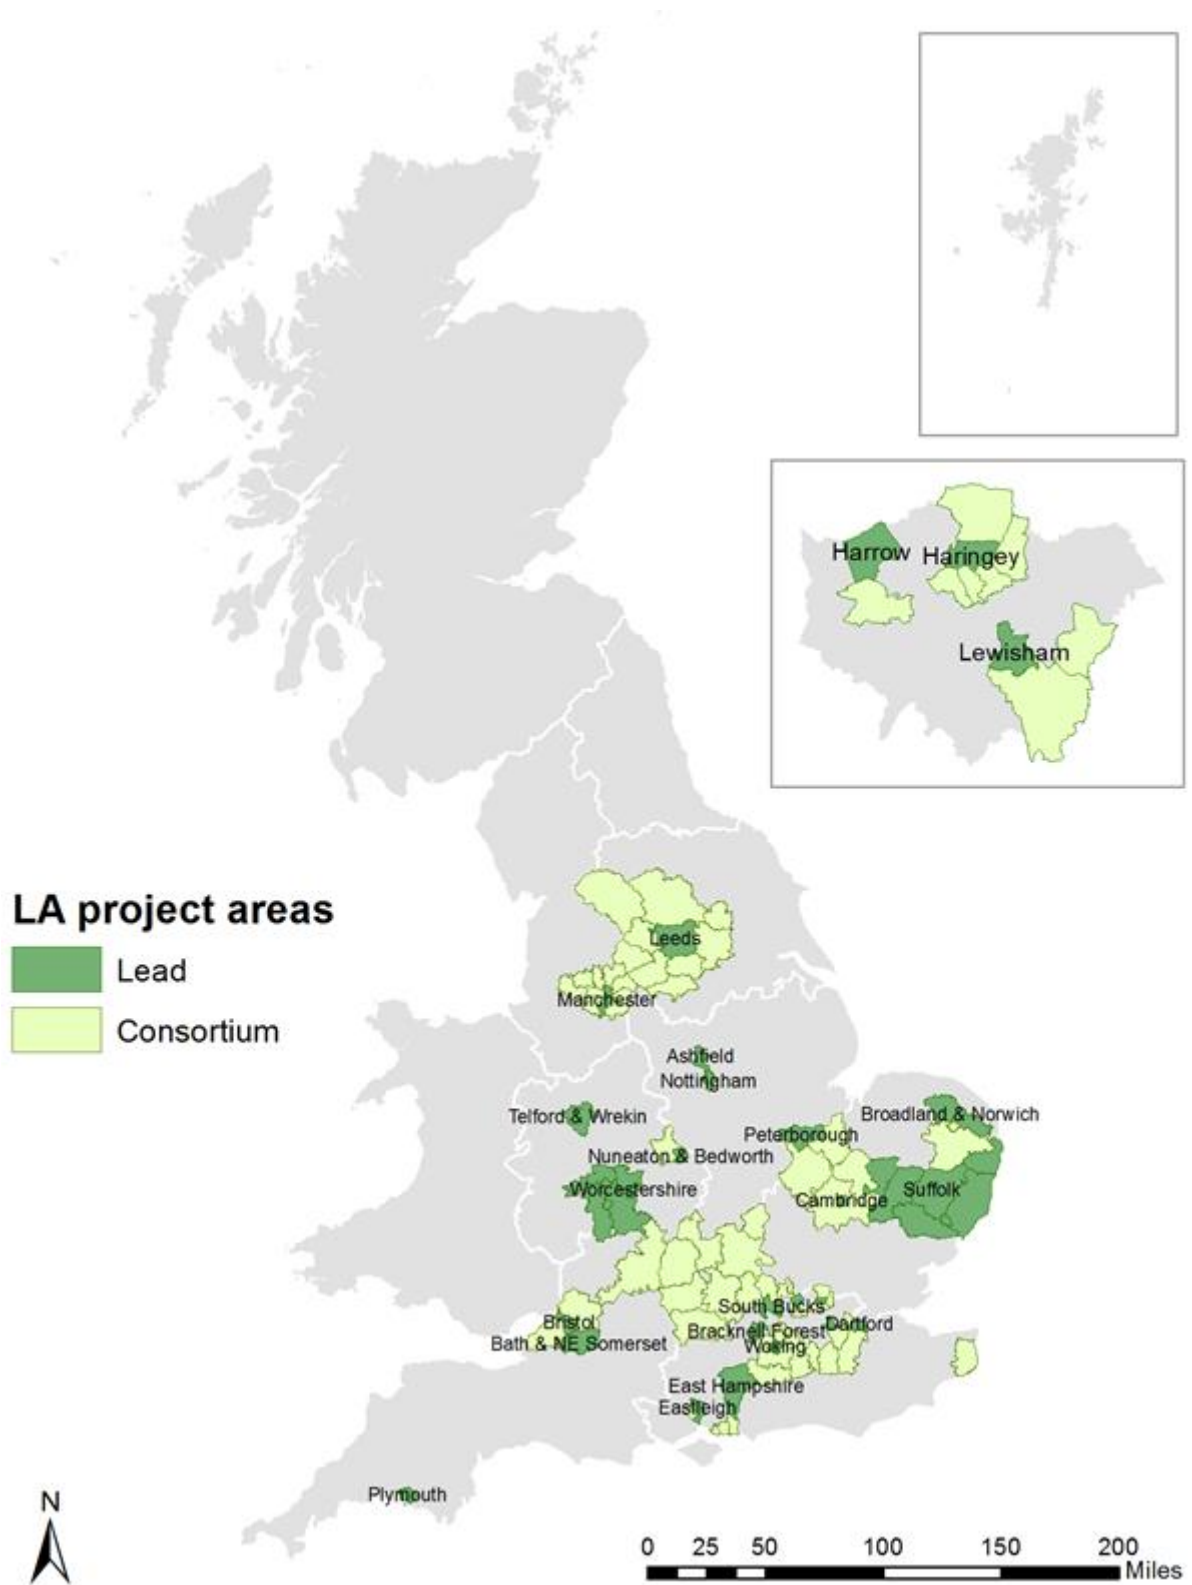 Harrow
Haringey
Lewisham
LA project areas
Lead
Consortium
Leeds
Manchester
Ashfield
Nottingham
Telford & Wrekin
Broadland & Norwich
Peterborough
Nuneaton & Bedworth
Worcestershire
Suffolk
Cambridge
South Bucks
Bristol
Dartford
Bracknell Forest
Bath & NE Somerset
Woking
East Hampshire
Eastleigh
Plymouth
N
0 25 50 100 150 200
Miles